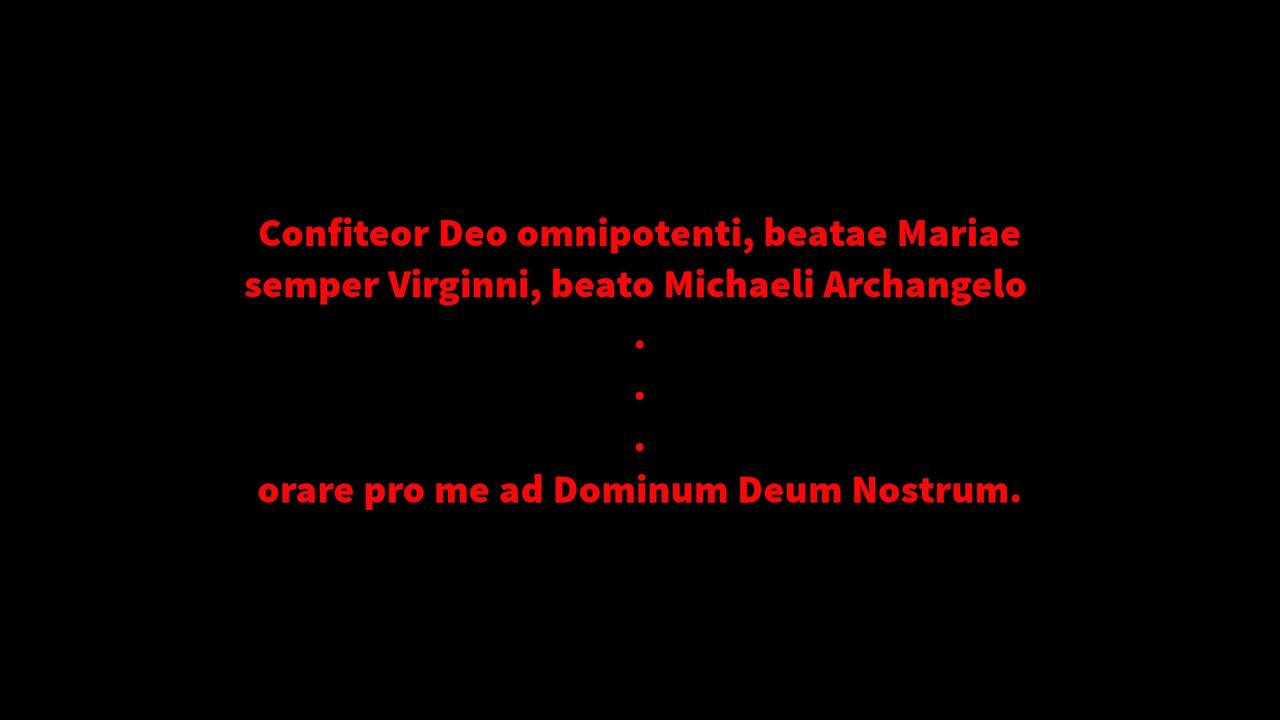 Confiteor Deo omnipotenti, beatae Mariae
semper Virginni, beato Michaeli Archangelo
.
.
.
orare pro me ad Dominum Deum Nostrum.